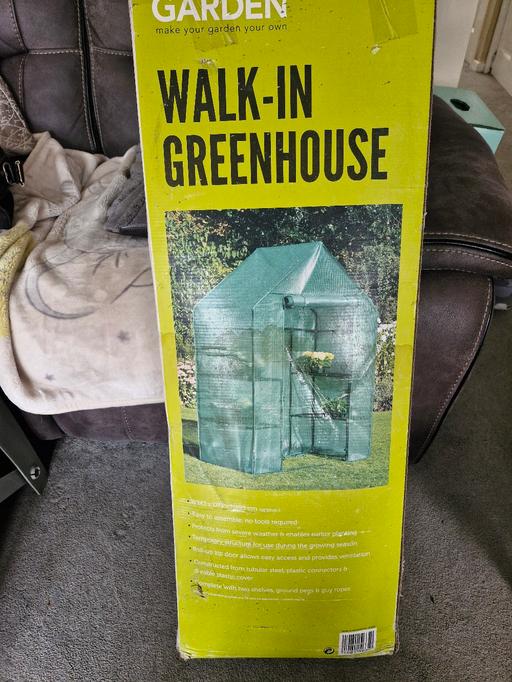 GARDEN
make your garden your own
WALK-IN
GREENHOUSE
Easy to assemble, no tools required
Protects from severe weather & enables earlier planting
Temporary structure for use during the growing season
Roll-up zip door allows easy access and provides ventilation
Constructed from tubular steel, plastic connectors &
durable plastic cover
Complete with two shelves, ground pegs & guy ropes